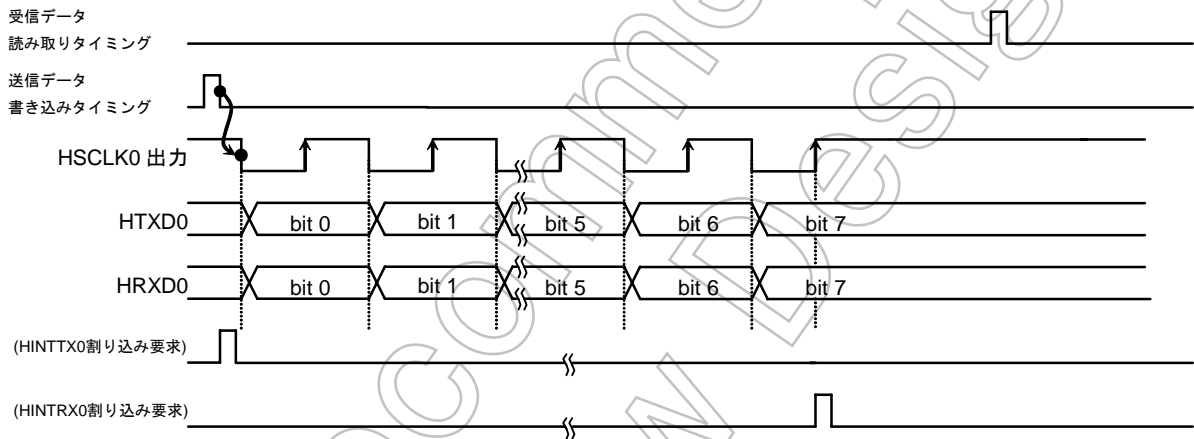 受信データ
読み取りタイミング
送信データ
書き込みタイミング
HSCLK0 出力
HTXD0 bit 0 bit 1 bit 5 bit 6 bit 7
HRXD0 bit 0 bit 1 bit 5 bit 6 bit 7
(HINTTX0割り込み要求)
(HINTRX0割り込み要求)